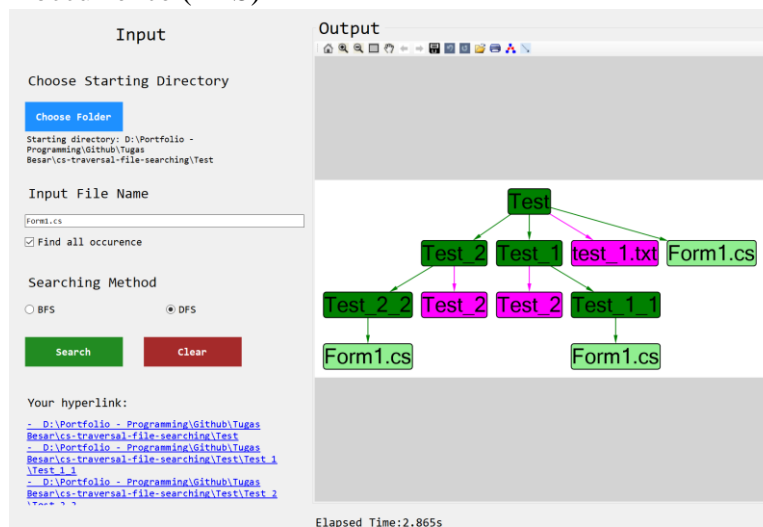 Input
Choose Starting Directory
Choose Folder
Starting directory: D:\Portfolio -
Programming\Github\Tugas
Besar\cs-traversal-file-searching\Test
Input File Name
Form1.cs
Find all occurence
Searching Method
BFS
DFS
Search
Clear
Your hyperlink:
- D:\Portfolio - Programming\Github\Tugas
Besar\cs-traversal-file-searching\Test
- D:\Portfolio - Programming\Github\Tugas
Besar\cs-traversal-file-searching\Test\Test_1
\Test_1_1
- D:\Portfolio - Programming\Github\Tugas
Besar\cs-traversal-file-searching\Test\Test_2
Output
Test
Test_2
Test_1
test_1.txt
Form1.cs
Test_2_2
Test_2
Test_2
Test_1_1
Form1.cs
Form1.cs
Elapsed Time:2.865s